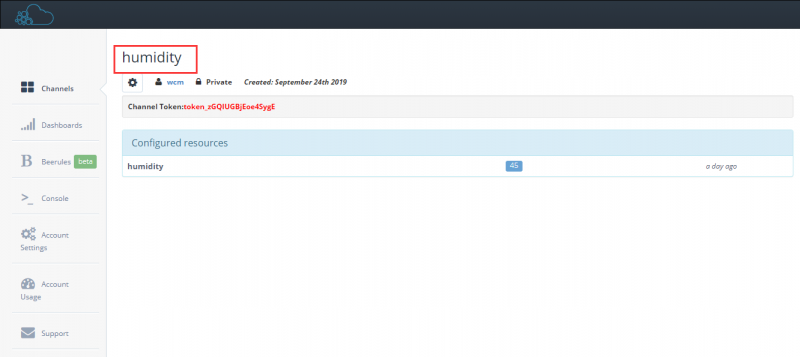 humidity
wcm Private Created: September 24th 2019
Channel Token:token_zGQIUGBjEoe4SygE
Configured resources
humidity 45 a day ago
Channels
Dashboards
B Beerules beta
>_ Console
Account
Settings
Account
Usage
Support